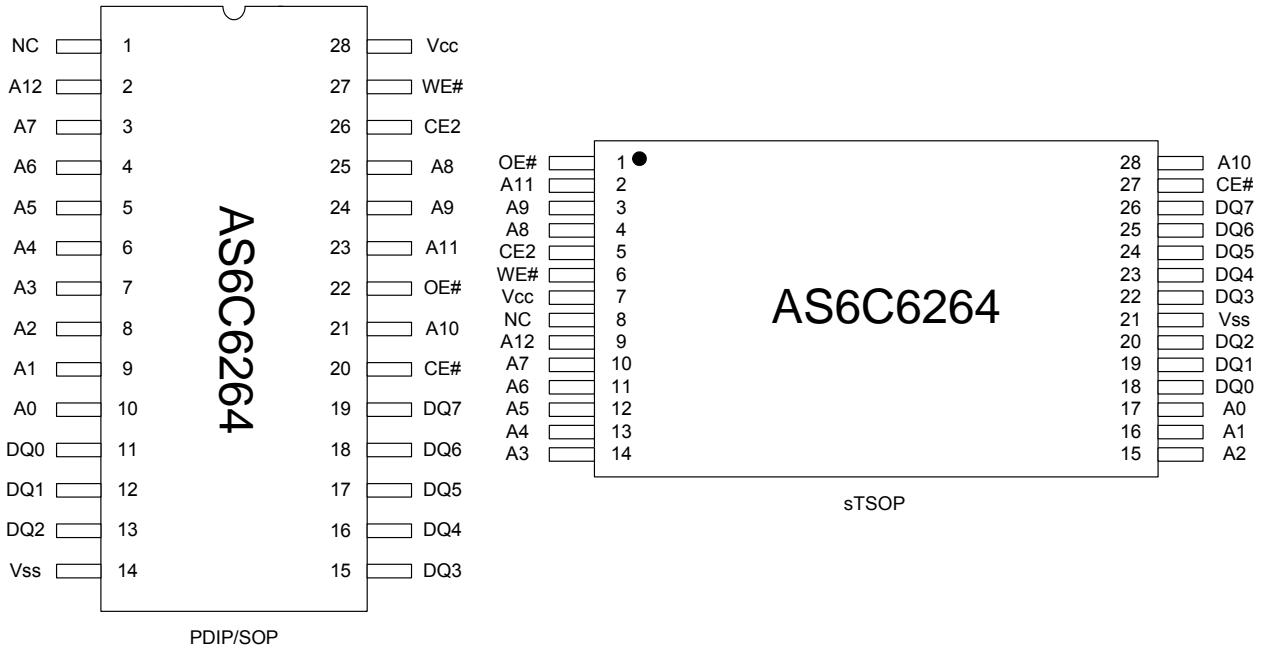 NC 1 28 Vcc
A12 2 27 WE#
A7 3 26 CE2
A6 4 25 A8
A5 5 24 A9
A4 6 23 A11
A3 7 22 OE#
A2 8 21 A10
A1 9 20 CE#
A0 10 19 DQ7
DQ0 11 18 DQ6
DQ1 12 17 DQ5
DQ2 13 16 DQ4
Vss 14 15 DQ3
AS6C6264
PDIP/SOP
OE# 1 28 A10
A11 2 27 CE#
A9 3 26 DQ7
A8 4 25 DQ6
CE2 5 24 DQ5
WE# 6 23 DQ4
Vcc 7 22 DQ3
NC 8 21 Vss
A12 9 20 DQ2
A7 10 19 DQ1
A6 11 18 DQ0
A5 12 17 A0
A4 13 16 A1
A3 14 15 A2
AS6C6264
sTSOP